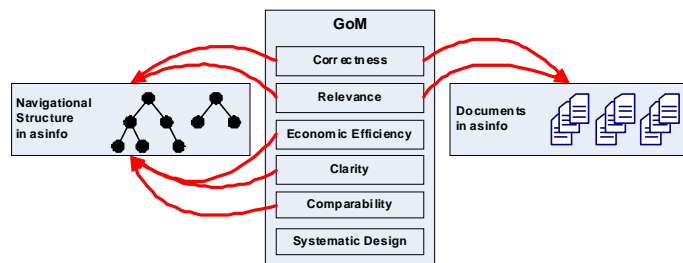 GoM
Correctness
Navigational
Structure
in asinfo
Relevance
Economic Efficiency
Clarity
Comparability
Systematic Design
Documents
in asinfo